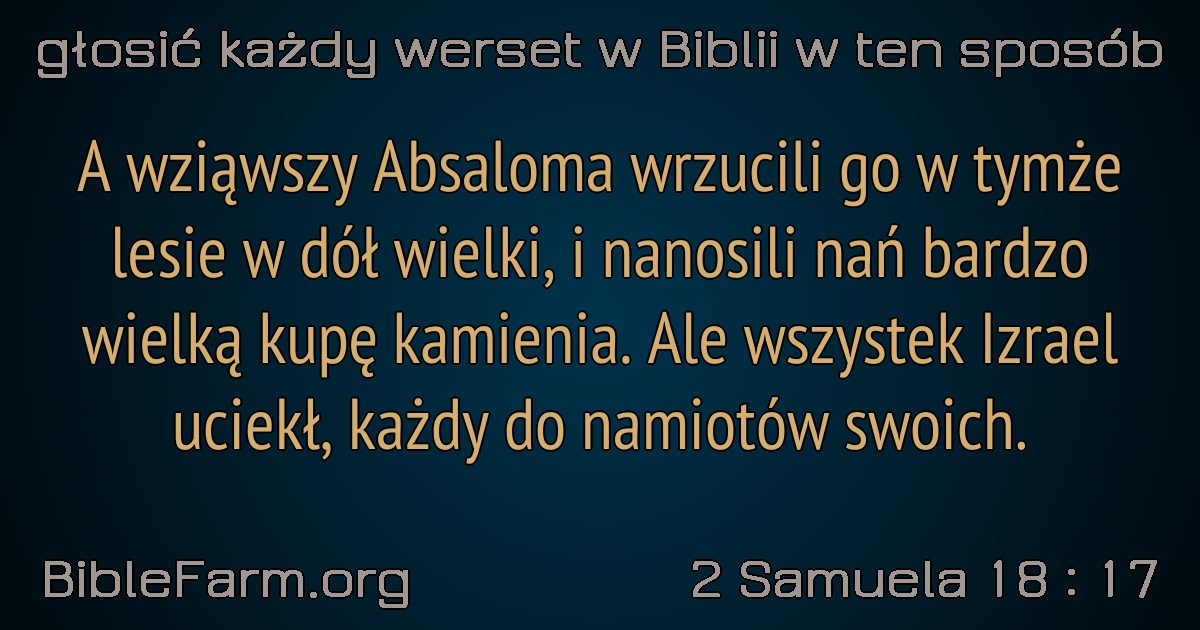 głosić każdy werset w Biblii w ten sposób
A wziąwszy Absaloma wrzucili go w tymże
lesie w dół wielki, i nanosili nań bardzo
wielką kupę kamienia. Ale wszystek Izrael
uciekł, każdy do namiotów swoich.
BibleFarm.org
2 Samuela 18 : 17